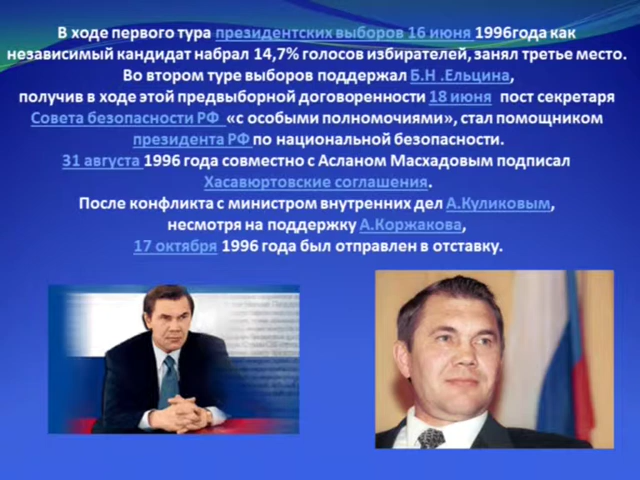 В ходе первого тура президентских выборов 16 июня 1996года как
независимый кандидат набрал 14,7% голосов избирателей, занял третье место.
Во втором туре выборов поддержал Б.Н .Ельцина,
получив в ходе этой предвыборной договоренности 18 июня пост секретаря
Совета безопасности РФ «с особыми полномочиями», стал помощником
президента РФ по национальной безопасности.
31 августа 1996 года совместно с Асланом Масхадовым подписал
Хасавюртовские соглашения.
После конфликта с министром внутренних дел А.Куликовым,
несмотря на поддержку А.Коржакова,
17 октября 1996 года был отправлен в отставку.